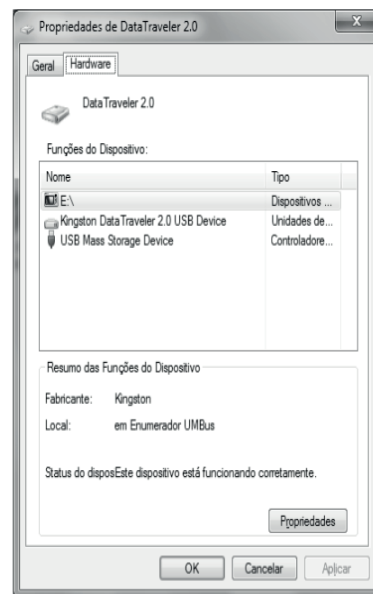 Propriedades de DataTraveler 2.0
x
Geral Hardware
DataTraveler 2.0
Funções do Dispositivo:
Nome Tipo
E:\ Dispositivos ...
Kingston DataTraveler 2.0 USB Device Unidades de...
USB Mass Storage Device Controladore...
Resumo das Funções do Dispositivo
Fabricante: Kingston
Local: em Enumerador UMBus
Status do disposEste dispositivo está funcionando corretamente.
Propriedades
OK Cancelar Aplicar